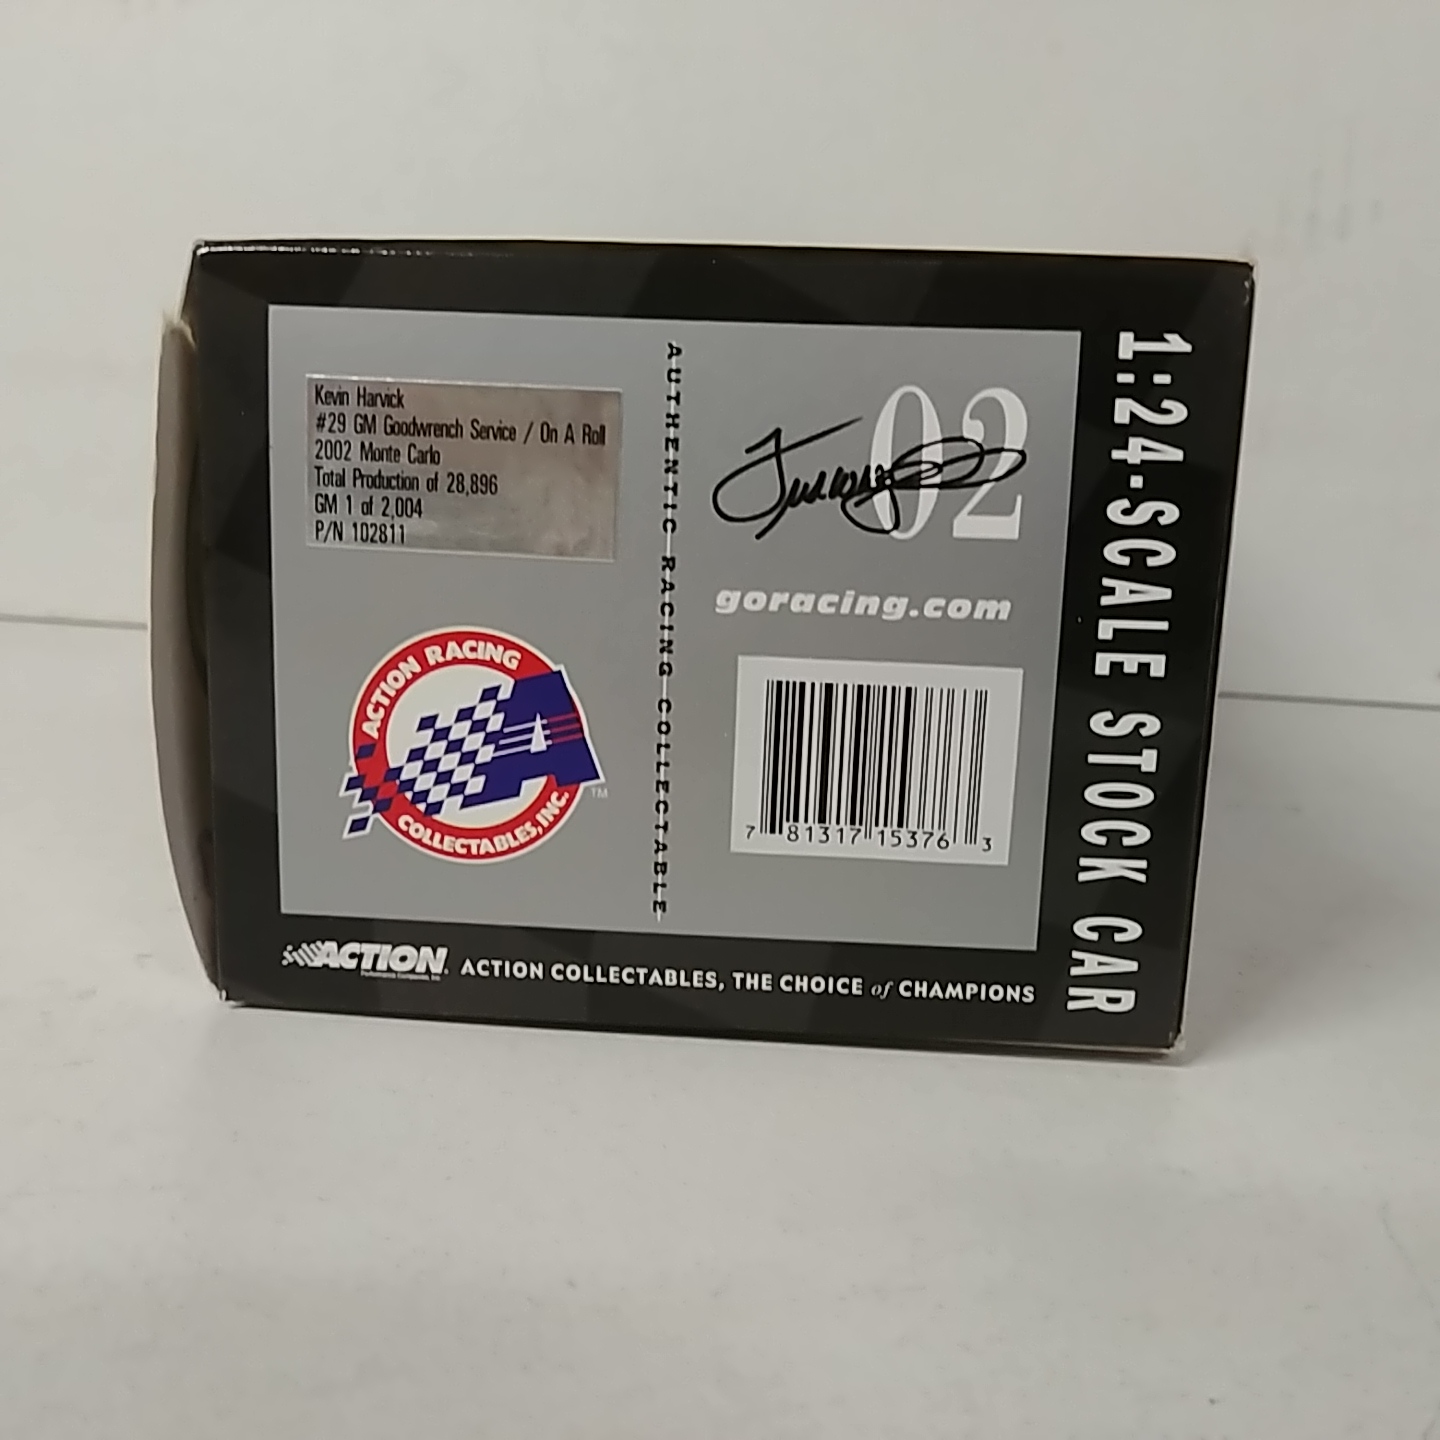 Kevin Harvick
#29 GM Goodwrench Service / On A Roll
2002 Monte Carlo
Total Production of 28,896
GM 1 of 2,004
P/N 102811
ACTION RACING
COLLECTABLES, INC.
TM
AUTHENTIC RACING COLLECTABLE
02
goracing.com
7 81317 15376 3
1:24-SCALE STOCK CAR
ACTION
ACTION COLLECTABLES, THE CHOICE of CHAMPIONS